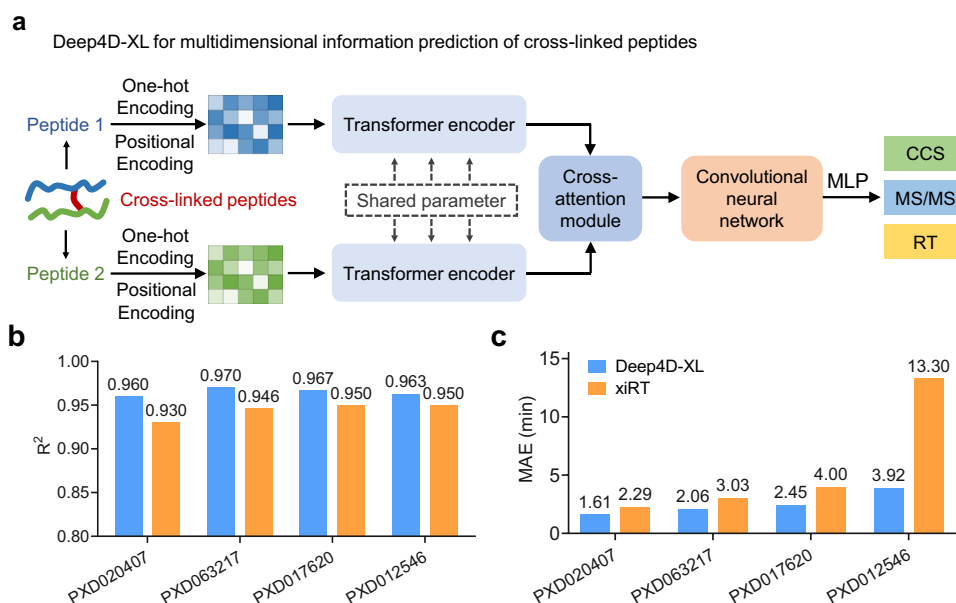 a
Deep4D-XL for multidimensional information prediction of cross-linked peptides
Peptide 1
One-hot
Encoding
Positional
Encoding
Transformer encoder
Cross-linked peptides
Shared parameter
Peptide 2
One-hot
Encoding
Positional
Encoding
Transformer encoder
Cross-
attention
module
Convolutional
neural
network
MLP
CCS
MS/MS
RT
b
R²
1.00
0.95
0.90
0.85
0.80
0.960
0.930
0.970
0.946
0.967
0.950
0.963
0.950
PXD020407
PXD063217
PXD017620
PXD012546
c
Deep4D-XL
xiRT
MAE (min)
15
10
5
0
1.61
2.29
2.06
3.03
2.45
4.00
3.92
13.30
PXD020407
PXD063217
PXD017620
PXD012546